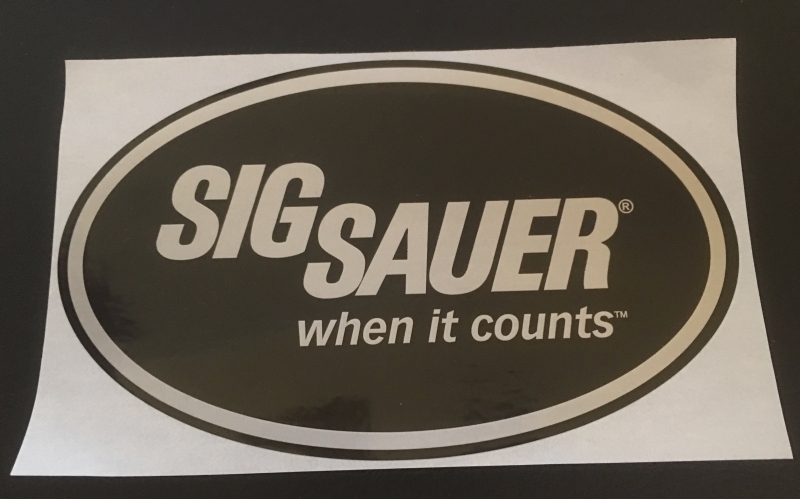 SIG SAUER®
when it counts™